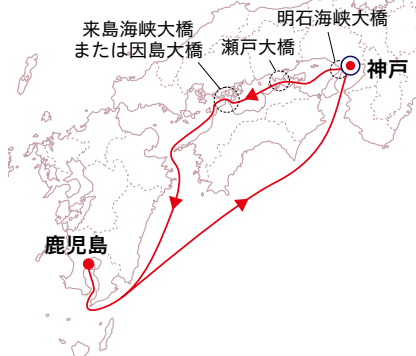 明石海峡大橋
来島海峡大橋
または因島大橋
瀬戸大橋
神戸
鹿児島